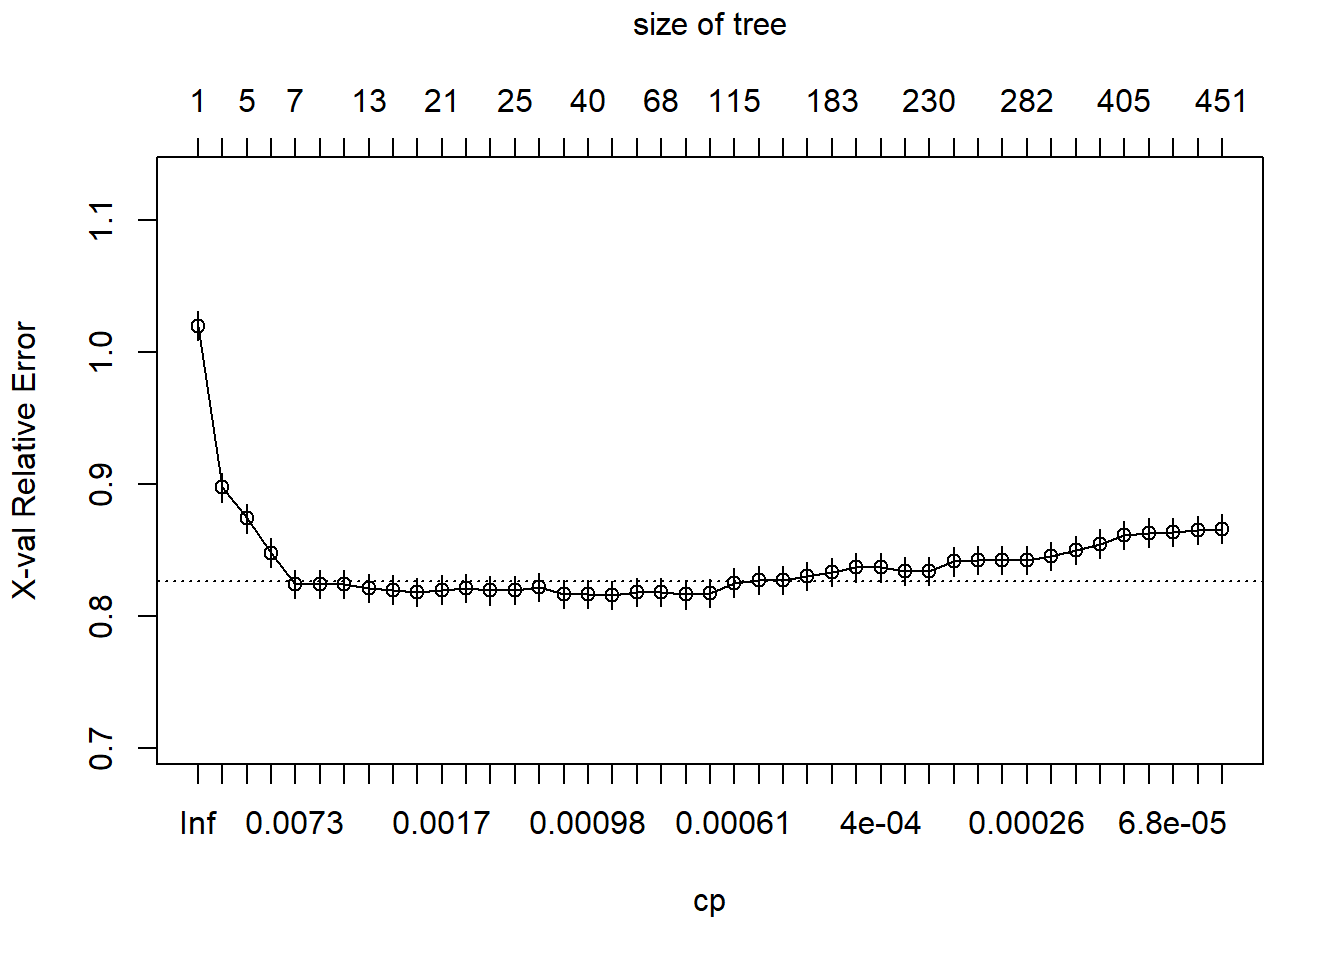 size of tree
1 5 7 13 21 25 40 68 115 183 230 282 405 451
X-val Relative Error
1.1
1.0
0.9
0.8
0.7
Inf 0.0073 0.0017 0.00098 0.00061 4e-04 0.00026 6.8e-05
cp